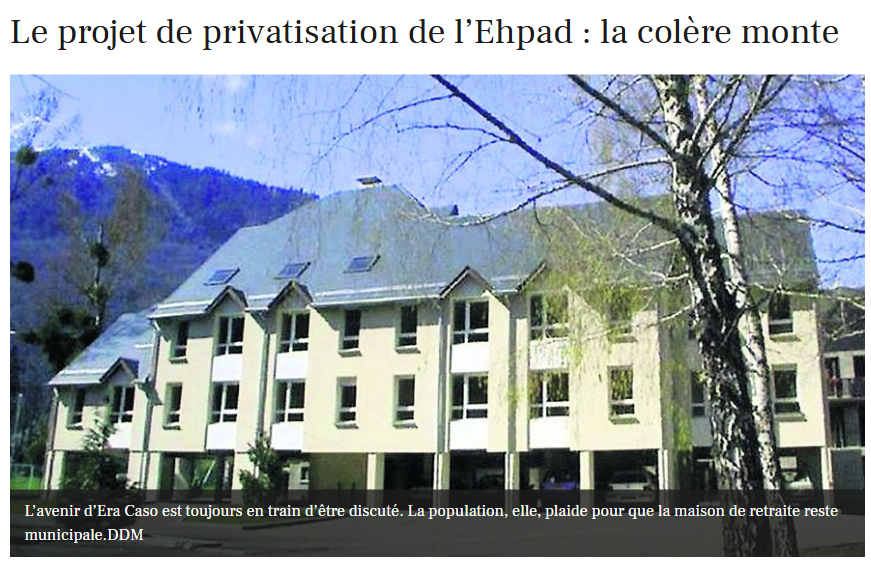 Le projet de privatisation de l’Ehpad : la colère monte
L’avenir d’Era Caso est toujours en train d’être discuté. La population, elle, plaide pour que la maison de retraite reste
municipale.DDM